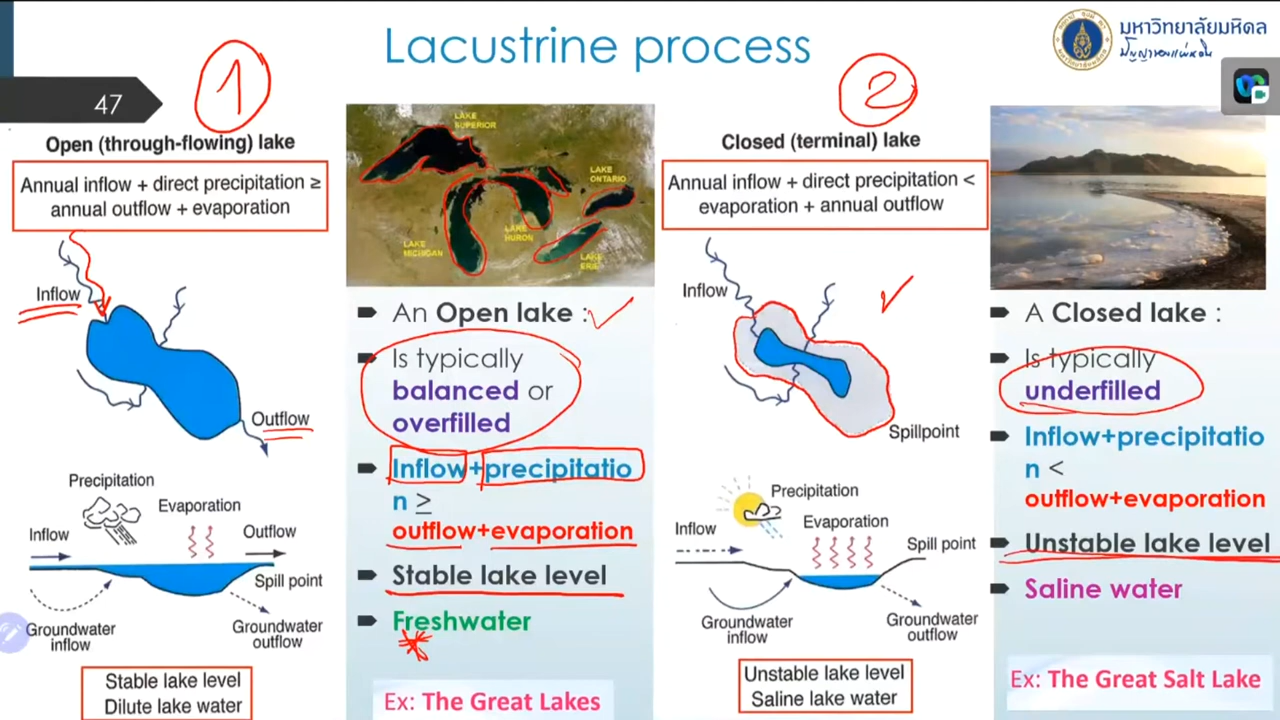 Lacustrine process
มหาวิทยาลัยมหิดล
ปัญญาของแผ่นดิน
47
1
2
Open (through-flowing) lake
Annual inflow + direct precipitation ≥
annual outflow + evaporation
Inflow
Outflow
Precipitation
Evaporation
Inflow
Outflow
Spill point
Groundwater
inflow
Groundwater
outflow
Stable lake level
Dilute lake water
LAKE
SUPERIOR
LAKE
ONTARIO
LAKE
MICHIGAN
LAKE
HURON
LAKE
ERIE
An Open lake :
Is typically
balanced or
overfilled
Inflow+precipitatio
n ≥
outflow+evaporation
Stable lake level
Freshwater
Ex: The Great Lakes
Closed (terminal) lake
Annual inflow + direct precipitation <
evaporation + annual outflow
Inflow
Spillpoint
Precipitation
Evaporation
Inflow
Spill point
Groundwater
inflow
Groundwater
outflow
Unstable lake level
Saline lake water
A Closed lake :
Is typically
underfilled
Inflow+precipitatio
n <
outflow+evaporation
Unstable lake level
Saline water
Ex: The Great Salt Lake